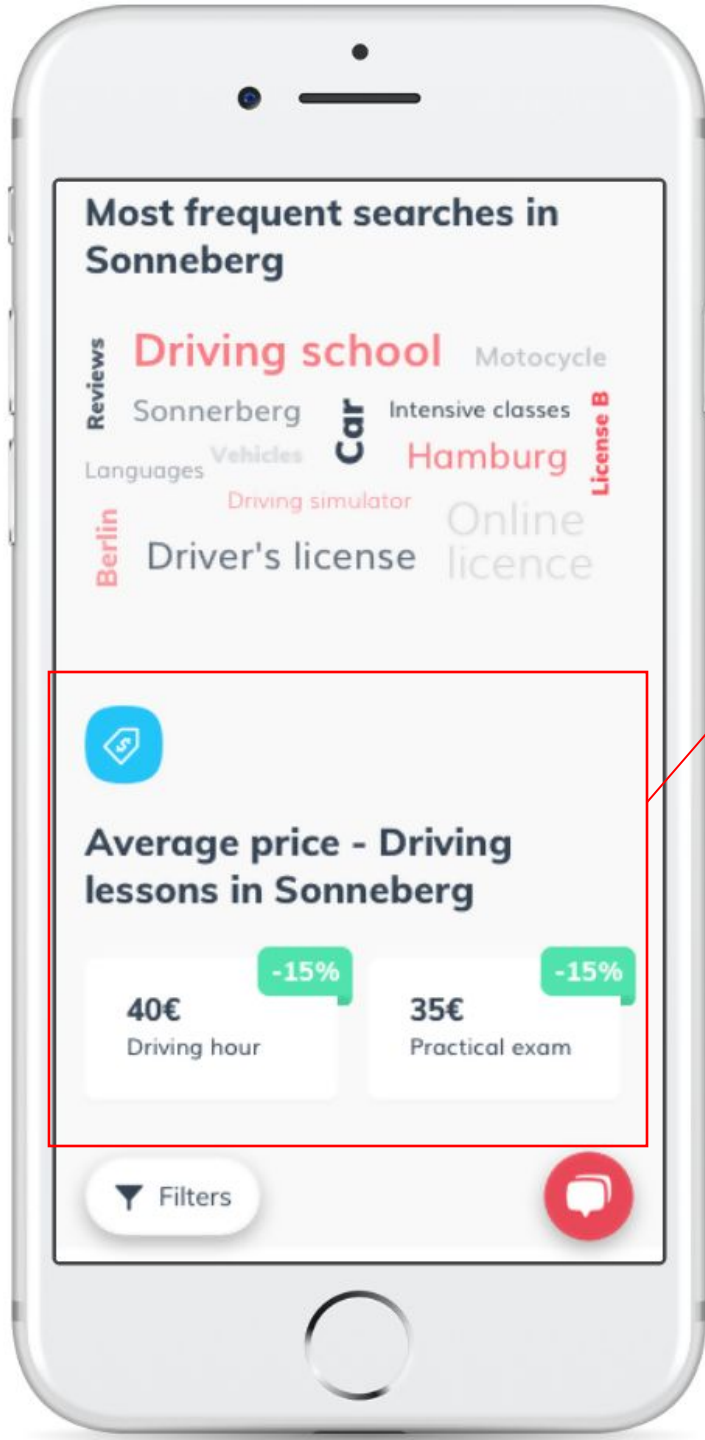 Most frequent searches in
Sonneberg
Reviews
Driving school
Motocycle
Sonnerberg
Car
Intensive classes
License B
Languages
Vehicles
Hamburg
Driving simulator
Berlin
Driver's license
Online
licence
$
Average price - Driving
lessons in Sonneberg
-15%
40€
Driving hour
-15%
35€
Practical exam
Filters